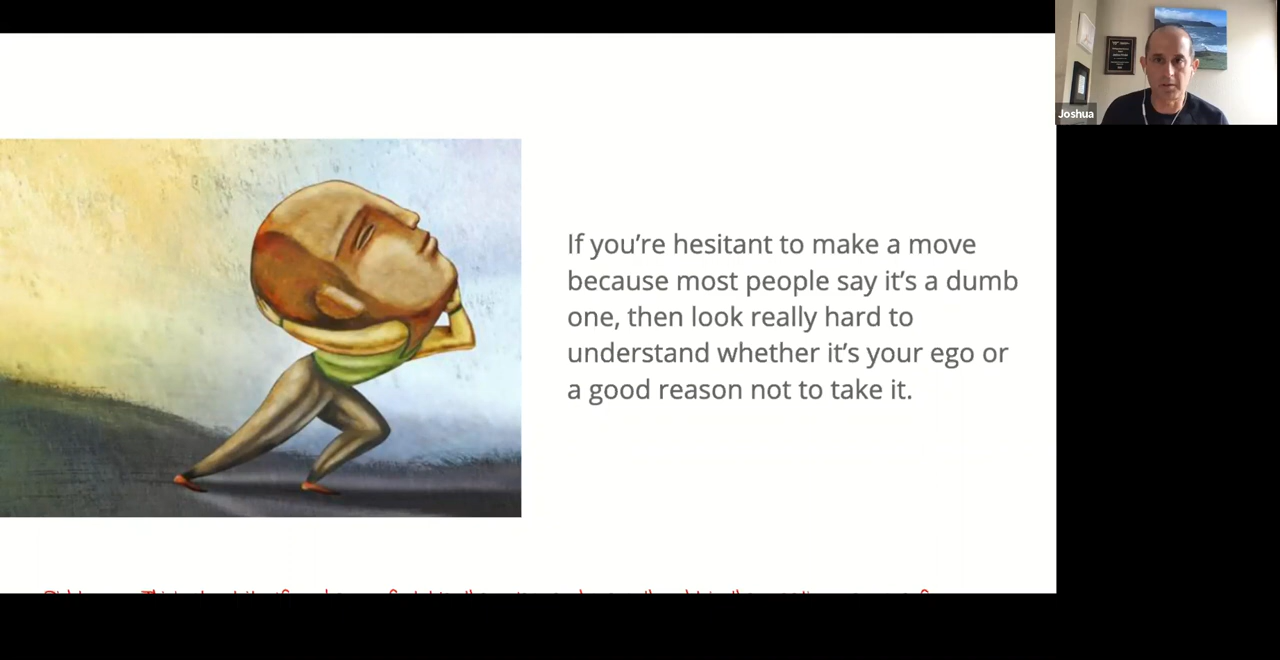 Joshua
If you’re hesitant to make a move
because most people say it’s a dumb
one, then look really hard to
understand whether it’s your ego or
a good reason not to take it.